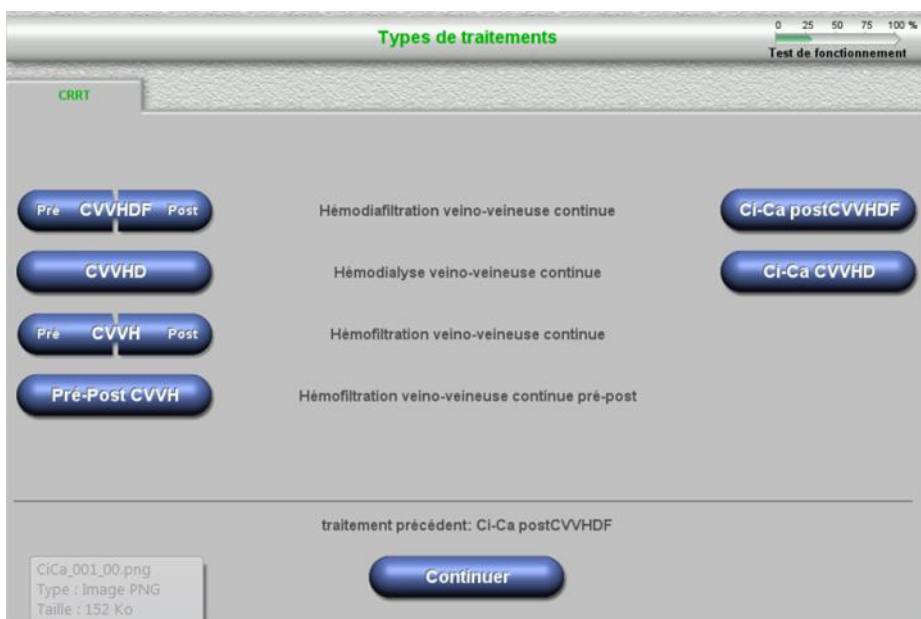 Types de traitements
0 25 50 75 100 %
Test de fonctionnement
CRRT
Pré CVVHDF Post
Hémodiafiltration veino-veineuse continue
Ci-Ca postCVVHDF
CVVHD
Hémodialyse veino-veineuse continue
Ci-Ca CVVHD
Pré CVVH Post
Hémofiltration veino-veineuse continue
Pré-Post CVVH
Hémofiltration veino-veineuse continue pré-post
traitement précédent: Ci-Ca postCVVHDF
Continuer
CiCa_001_00.png
Type : Image PNG
Taille : 152 Ko